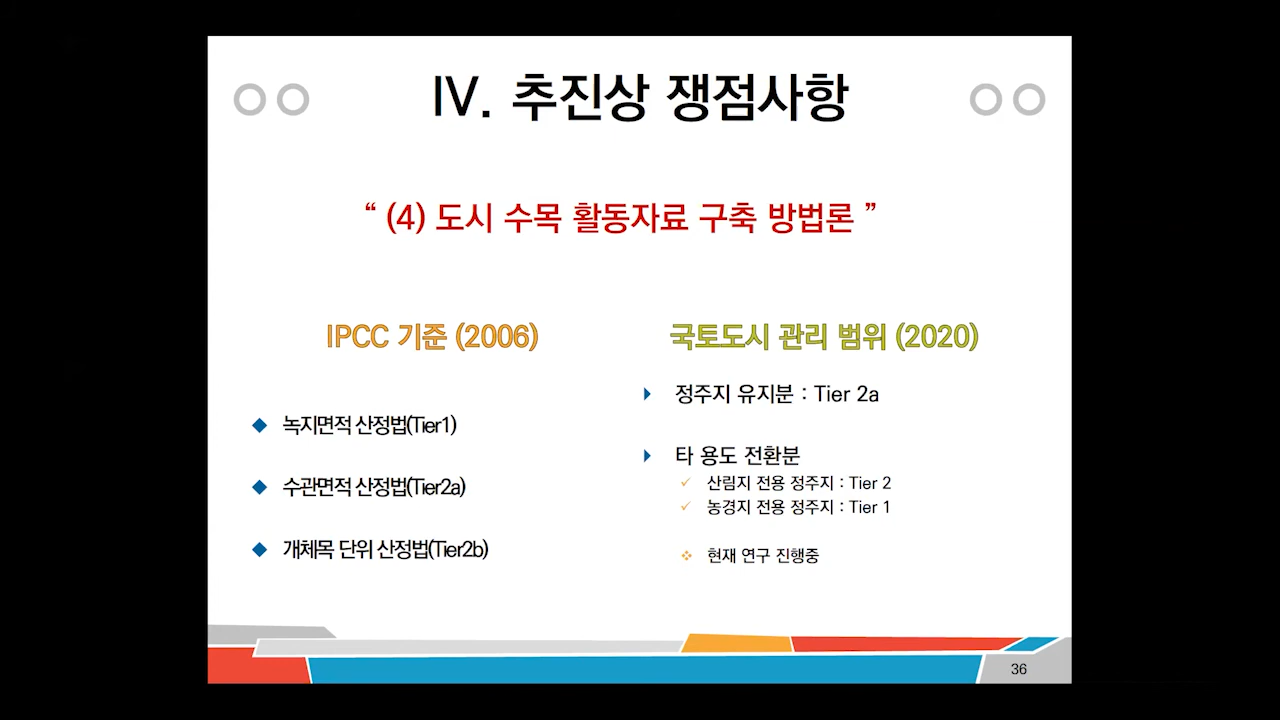 IV. 추진상 쟁점사항
“ (4) 도시 수목 활동자료 구축 방법론 ”
IPCC 기준 (2006)
녹지면적 산정법(Tier1)
수관면적 산정법(Tier2a)
개체목 단위 산정법(Tier2b)
국토도시 관리 범위 (2020)
정주지 유지분 : Tier 2a
타 용도 전환분
산림지 전용 정주지 : Tier 2
농경지 전용 정주지 : Tier 1
현재 연구 진행중
36